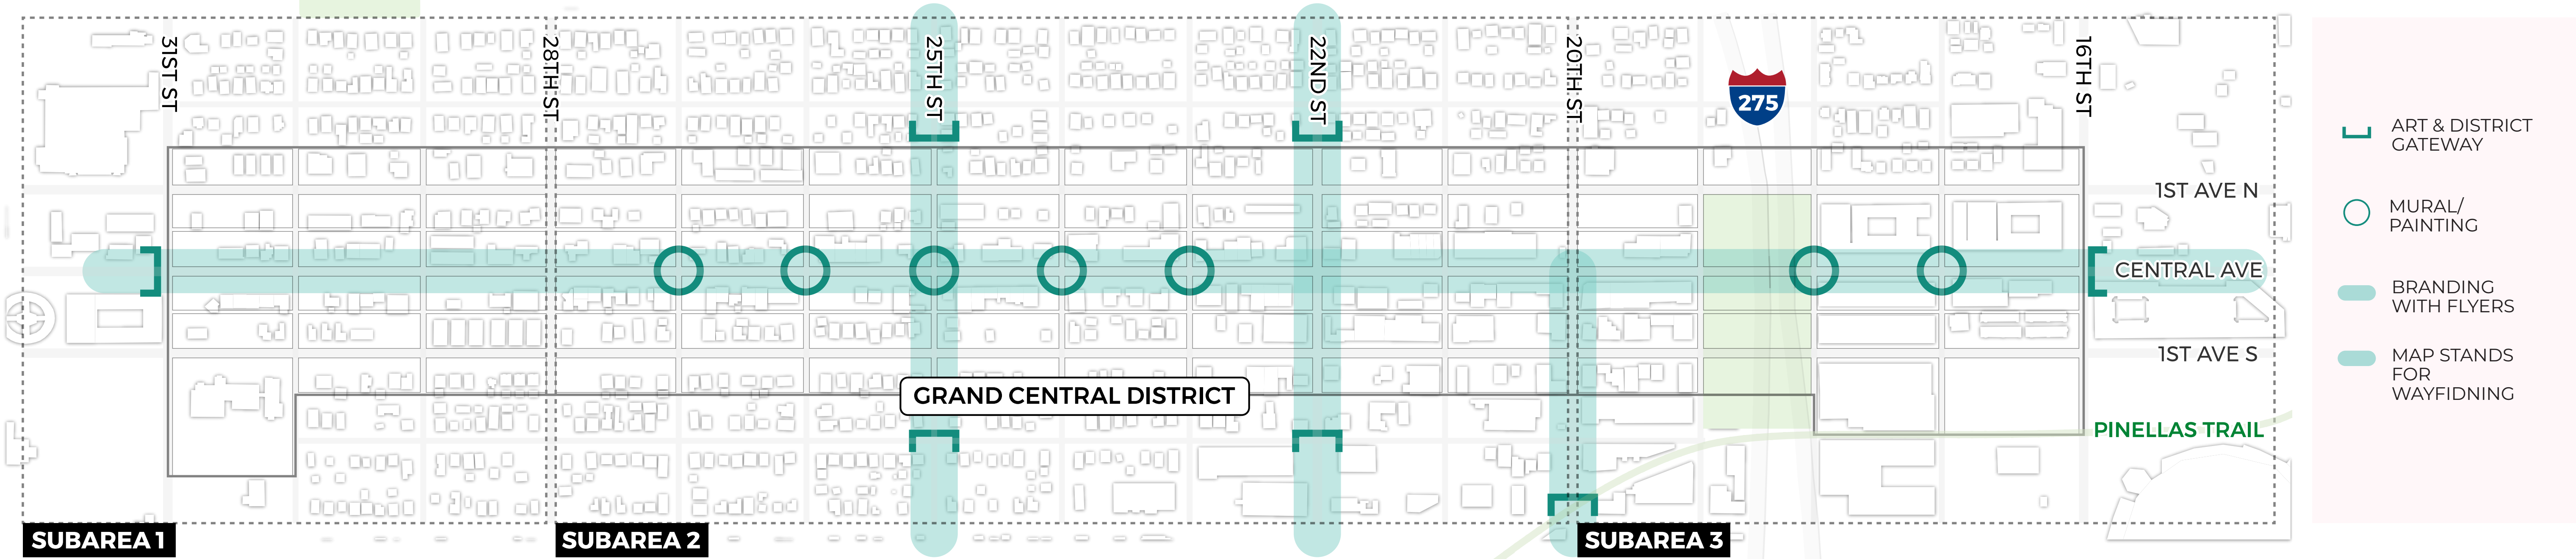 31ST ST
28TH ST
25TH ST
22ND ST
20TH ST
275
16TH ST
1ST AVE N
CENTRAL AVE
1ST AVE S
GRAND CENTRAL DISTRICT
PINELLAS TRAIL
SUBAREA 1
SUBAREA 2
SUBAREA 3
ART & DISTRICT
GATEWAY
MURAL/
PAINTING
BRANDING
WITH FLYERS
MAP STANDS
FOR
WAYFIDNING